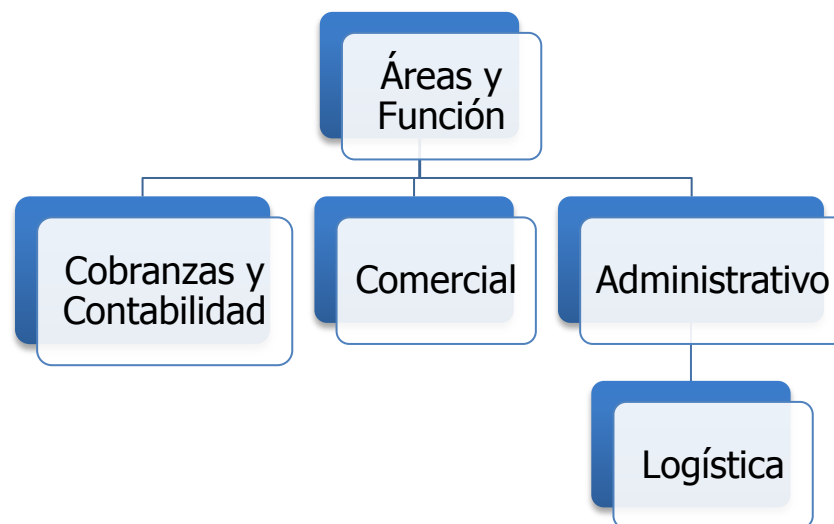 Áreas y
Función
Cobranzas y
Contabilidad
Comercial
Administrativo
Logística